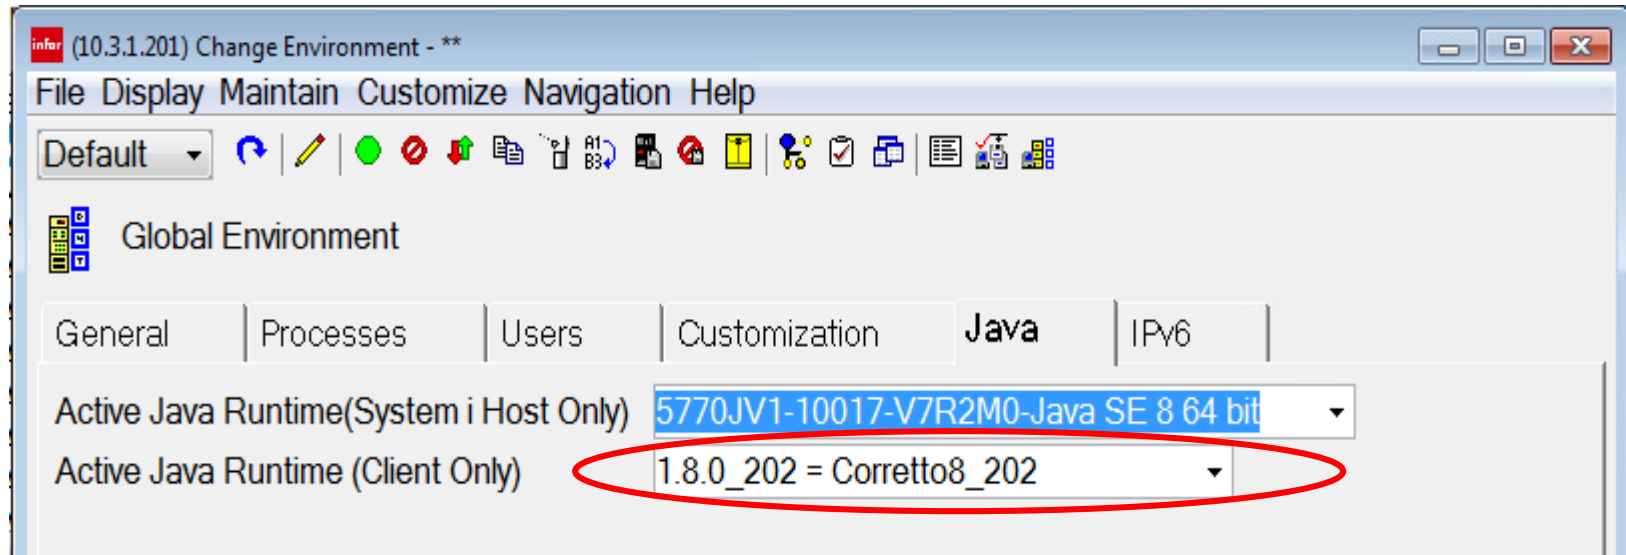 infor (10.3.1.201) Change Environment - **
File Display Maintain Customize Navigation Help
Default
Global Environment
General Processes Users Customization Java IPv6
Active Java Runtime(System i Host Only) 5770JV1-10017-V7R2M0-Java SE 8 64 bit
Active Java Runtime (Client Only) 1.8.0_202 = Corretto8_202